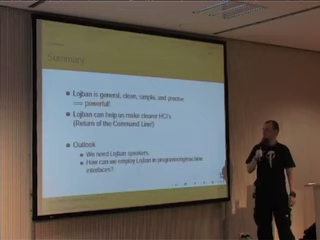 Summary
Lojban is general, clean, simple, and precise
⟹ powerful!
Lojban can help us make clearer HCI's
(Return of the Command Line!)
Outlook
We need Lojban speakers.
How can we employ Lojban in programming/machine
interfaces?